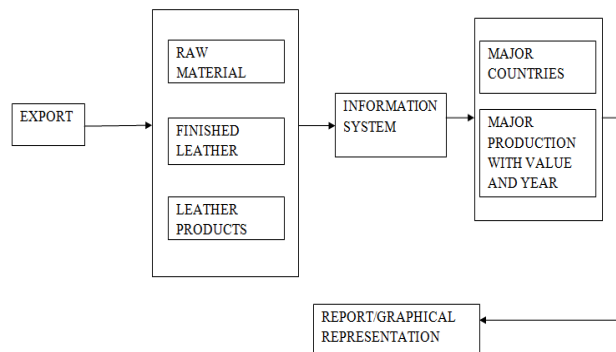 EXPORT
RAW
MATERIAL
FINISHED
LEATHER
LEATHER
PRODUCTS
INFORMATION
SYSTEM
MAJOR
COUNTRIES
MAJOR
PRODUCTION
WITH VALUE
AND YEAR
REPORT/GRAPHICAL
REPRESENTATION